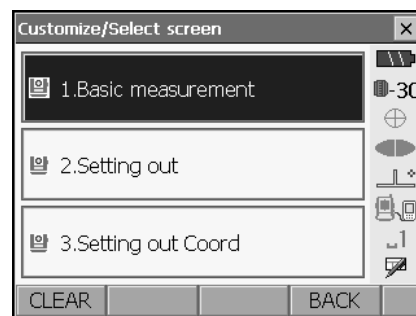 Customize/Select screen
1.Basic measurement
-30
2.Setting out
3.Setting out Coord
1
CLEAR
BACK